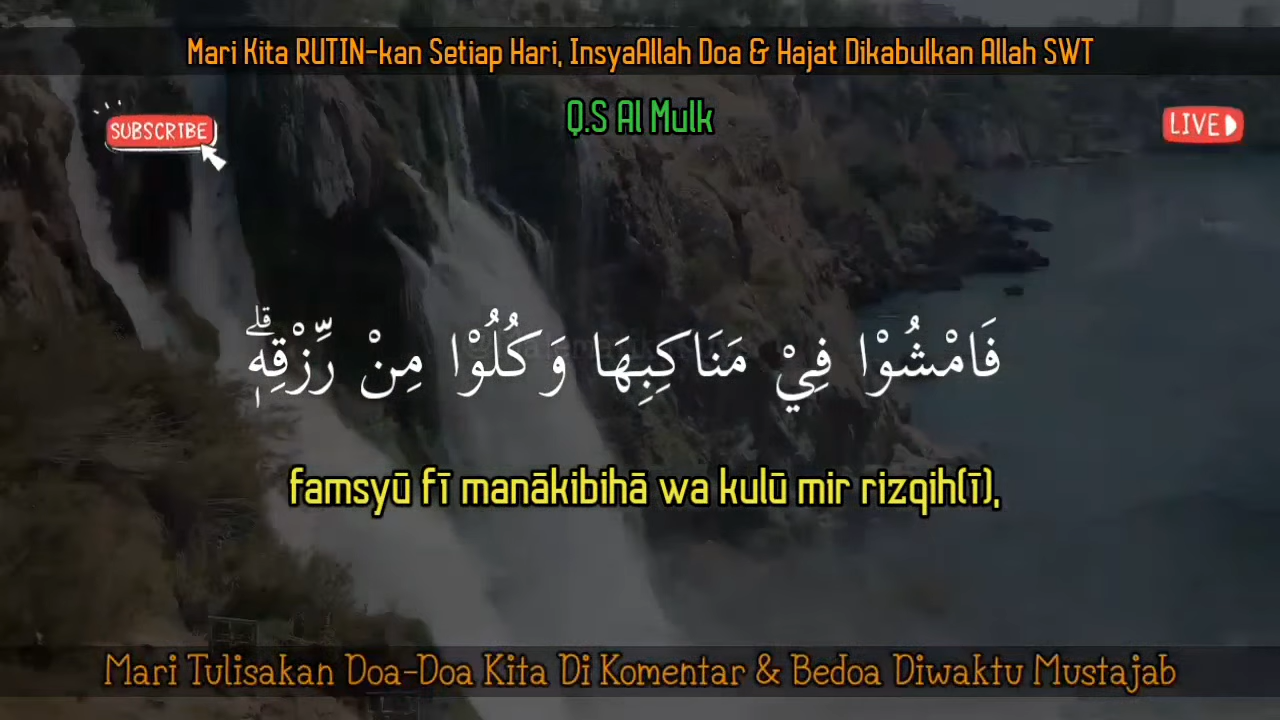 Mari Kita RUTIN-kan Setiap Hari, InsyaAllah Doa & Hajat Dikabulkan Allah SWT
Q.S Al Mulk
SUBSCRIBE
LIVE
فَامْشُوْا فِيْ مَنَاكِبِهَا وَكُلُوْا مِنْ رِّزْقِهٖۗ
famsyū fī manākibihā wa kulū mir rizqih(ī),
Mari Tulisakan Doa-Doa Kita Di Komentar & Bedoa Diwaktu Mustajab